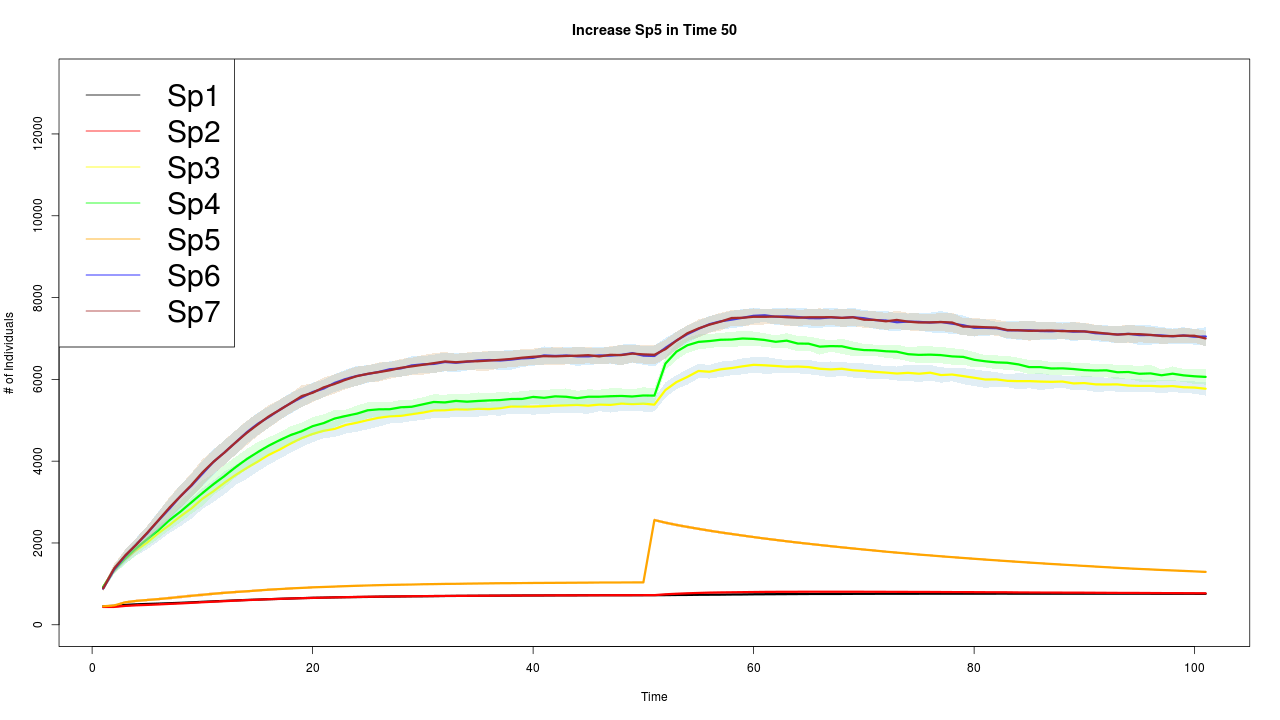 Increase Sp5 in Time 50
Sp1
Sp2
Sp3
Sp4
Sp5
Sp6
Sp7
# of Individuals
12000
10000
8000
6000
4000
2000
0
0 20 40 60 80 100
Time